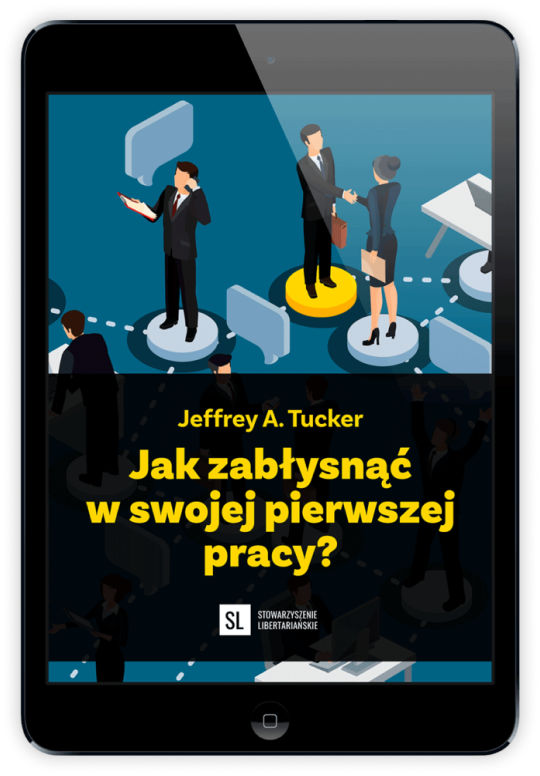 Jeffrey A. Tucker
Jak zabłysnąć
w swojej pierwszej
pracy?
SL STOWARZYSZENIE
LIBERTARIAŃSKIE